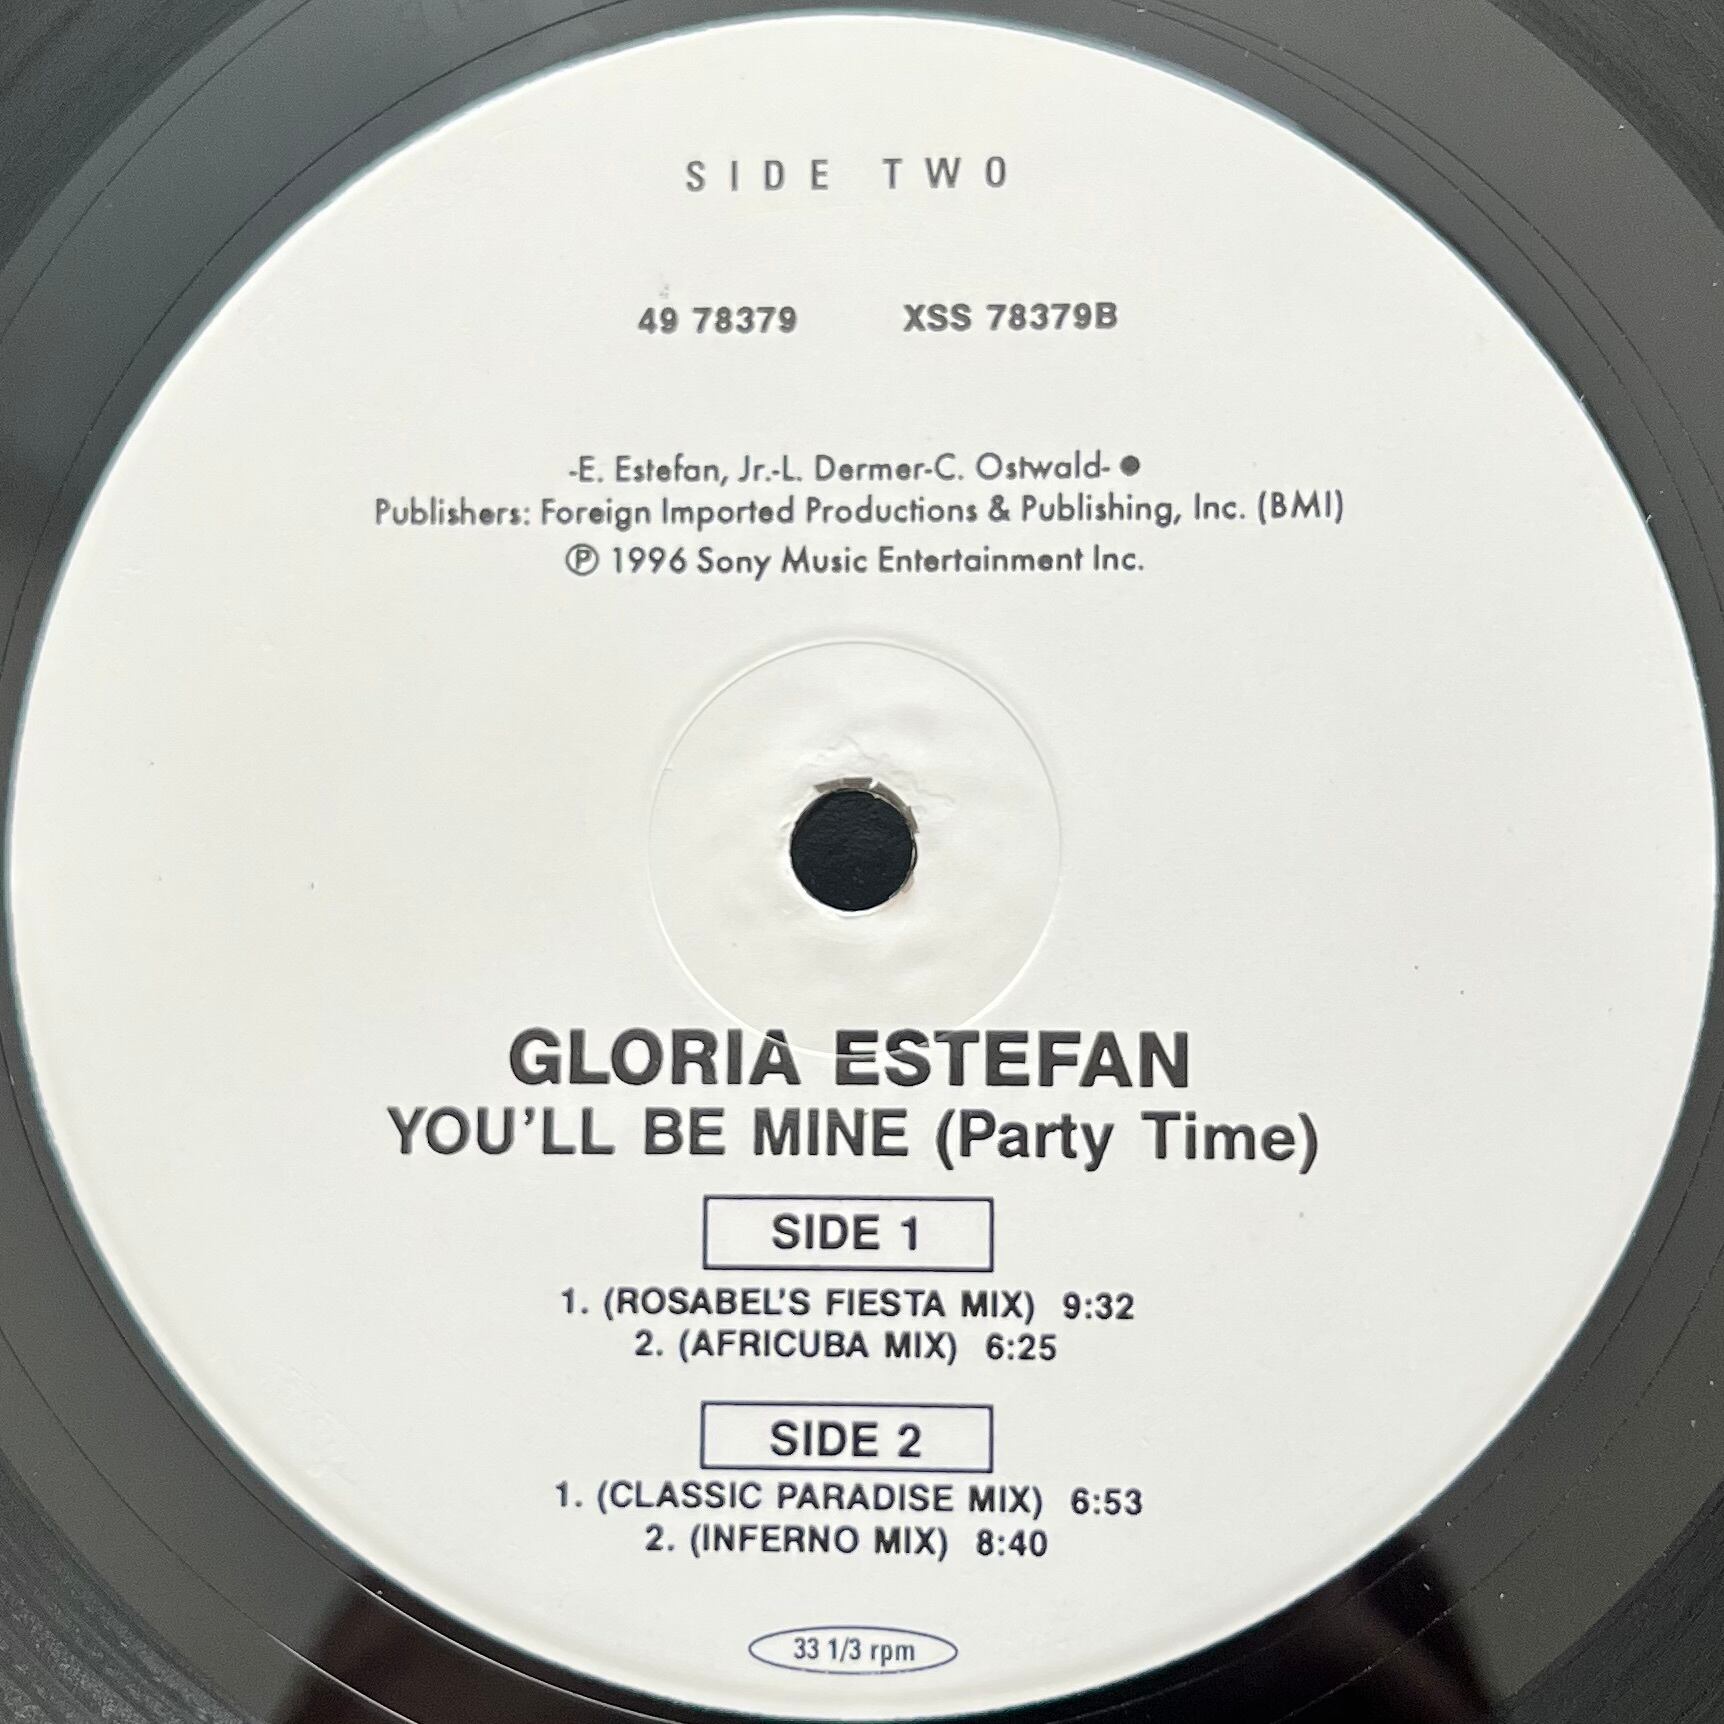 SIDE TWO
49 78379 XSS 78379B
-E. Estefan, Jr.-L. Dermer-C. Ostwald- ●
Publishers: Foreign Imported Productions & Publishing, Inc. (BMI)
℗ 1996 Sony Music Entertainment Inc.
GLORIA ESTEFAN
YOU'LL BE MINE (Party Time)
SIDE 1
1. (ROSABEL'S FIESTA MIX) 9:32
2. (AFRICUBA MIX) 6:25
SIDE 2
1. (CLASSIC PARADISE MIX) 6:53
2. (INFERNO MIX) 8:40
33 1/3 rpm